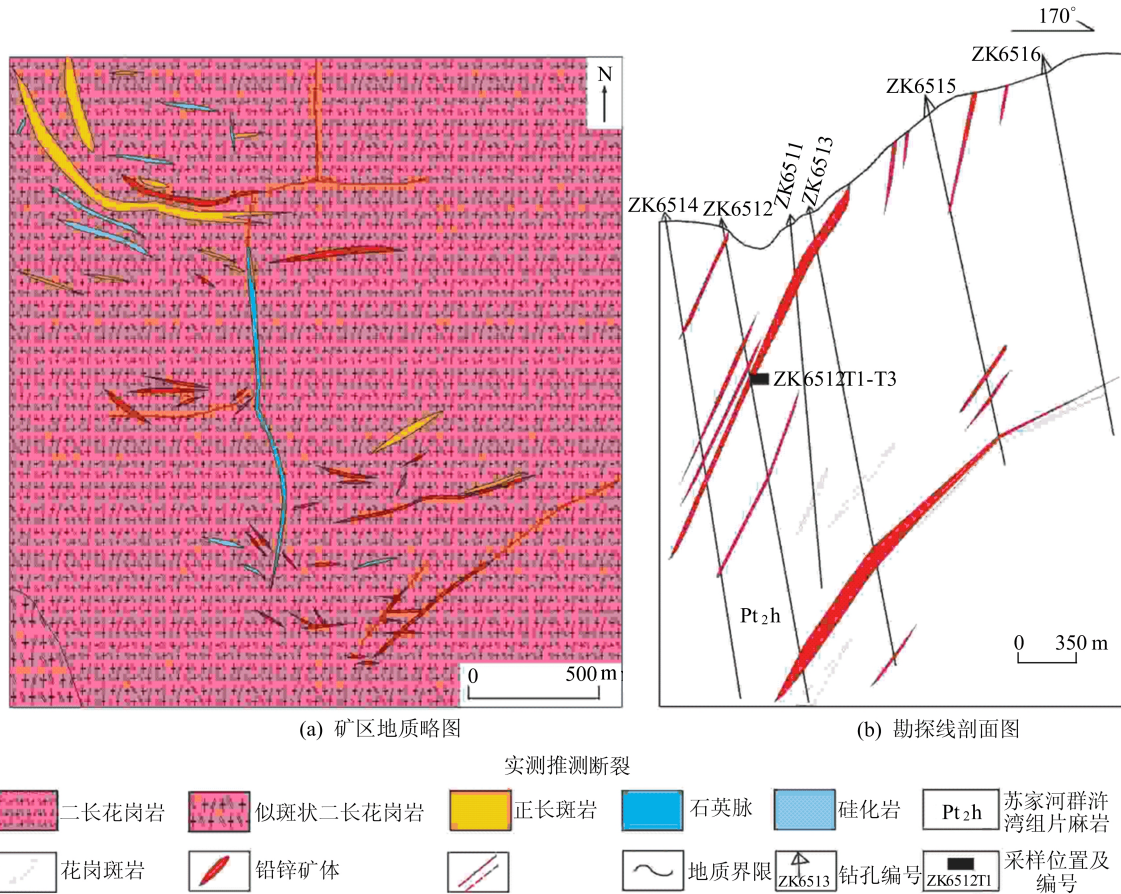 N
0 500 m
(a) 矿区地质略图
170°
ZK6516
ZK6515
ZK6511
ZK6513
ZK6514
ZK6512
ZK6512T1-T3
Pt₂h
0 350 m
(b) 勘探线剖面图
实测推测断裂
二长花岗岩
似斑状二长花岗岩
正长斑岩
石英脉
硅化岩
Pt₂h
苏家河群浒
湾组片麻岩
花岗斑岩
铅锌矿体
地质界限
ZK6513
钻孔编号
ZK6512T1
采样位置及
编号